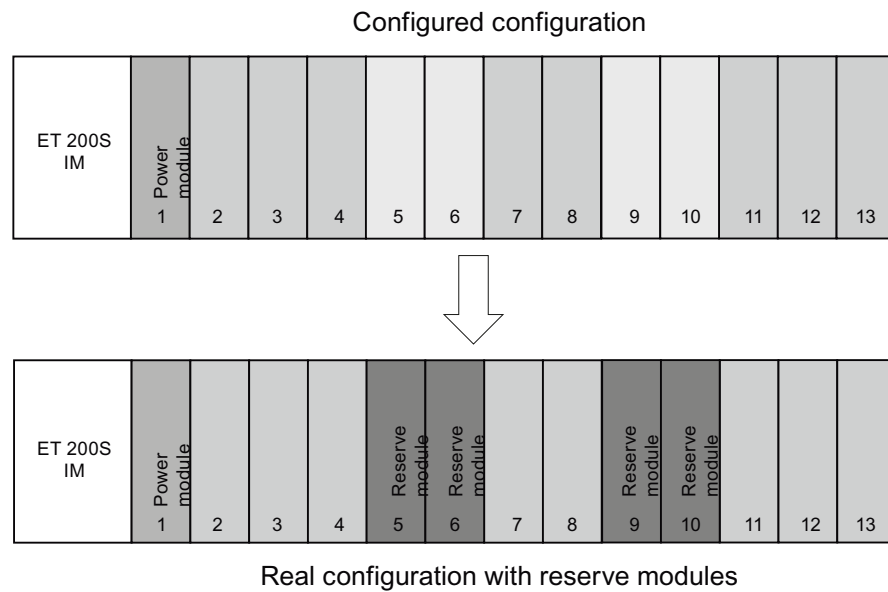 Configured configuration
ET 200S
IM
Power
module
1 2 3 4 5 6 7 8 9 10 11 12 13
ET 200S
IM
Power
module
Reserve
module
Reserve
module
Reserve
module
Reserve
module
1 2 3 4 5 6 7 8 9 10 11 12 13
Real configuration with reserve modules